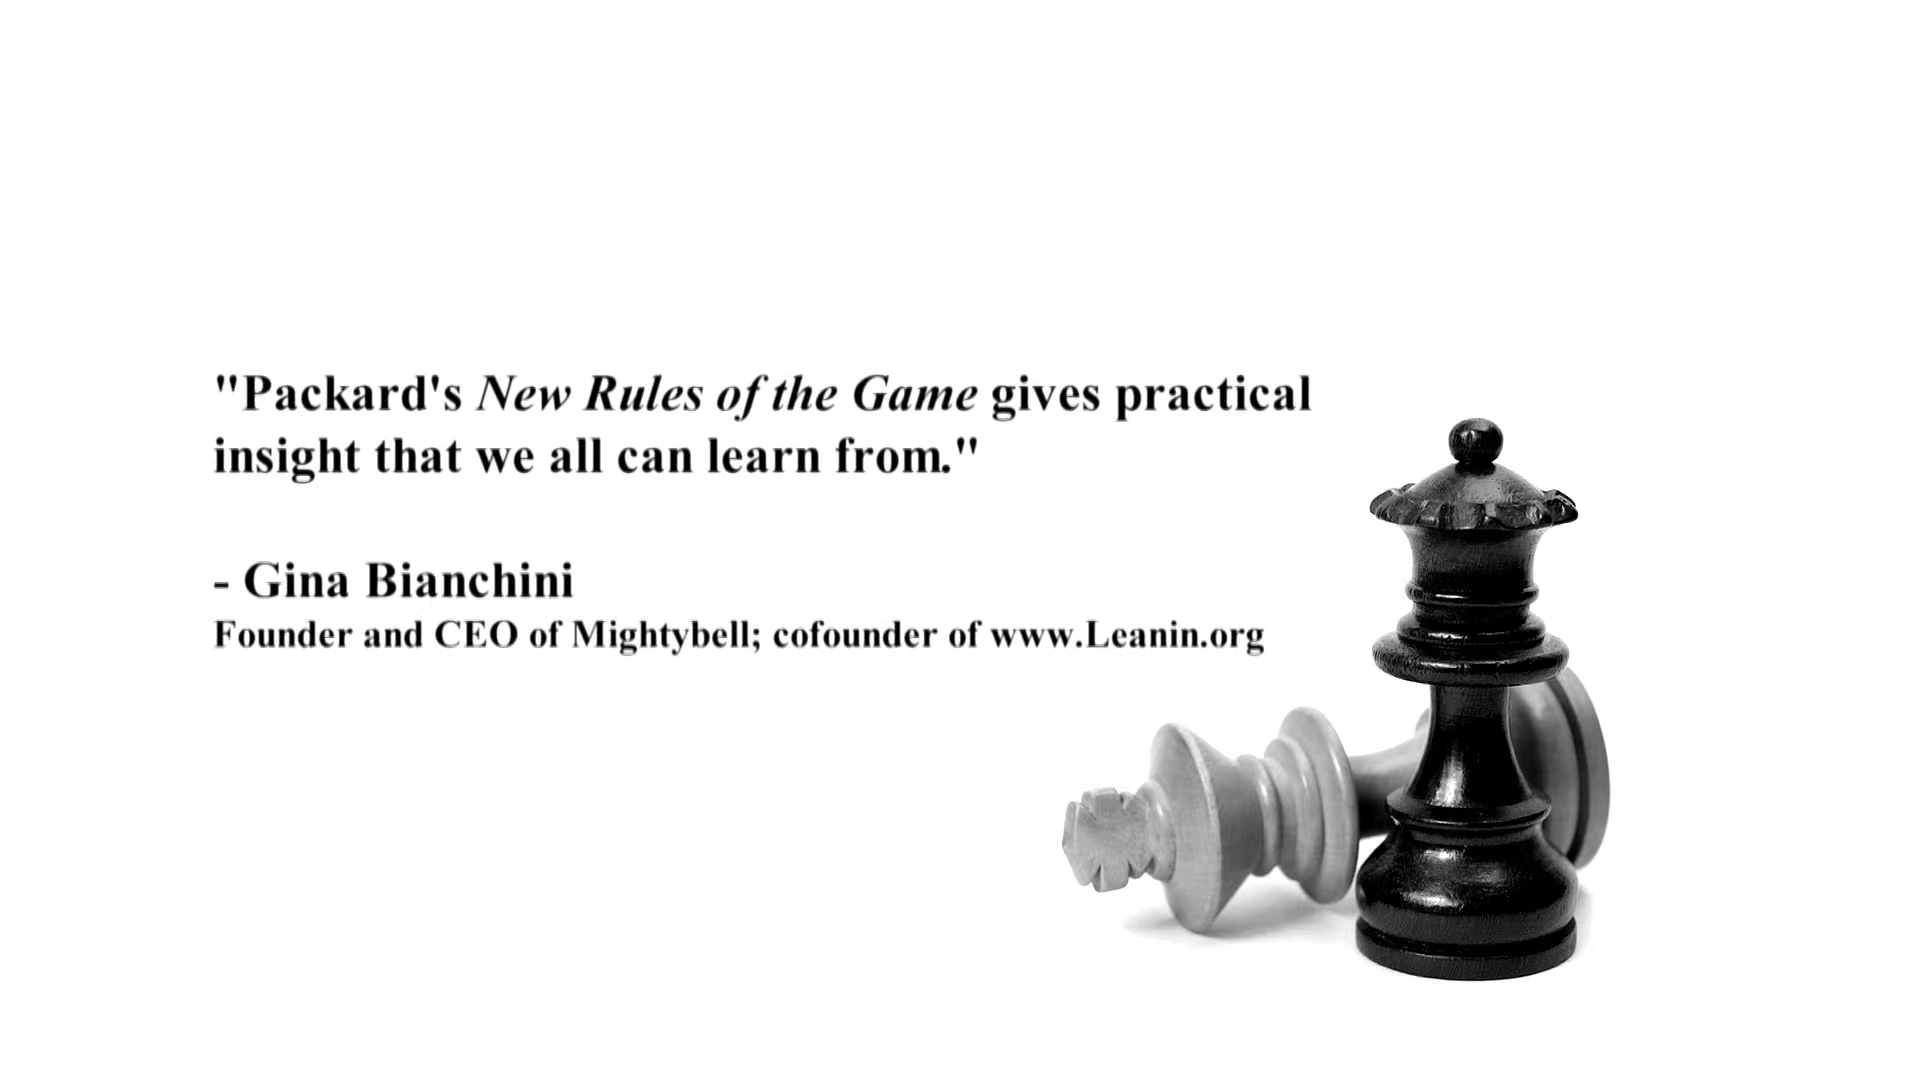 "Packard's New Rules of the Game gives practical
insight that we all can learn from."
- Gina Bianchini
Founder and CEO of Mightybell; cofounder of www.Leanin.org